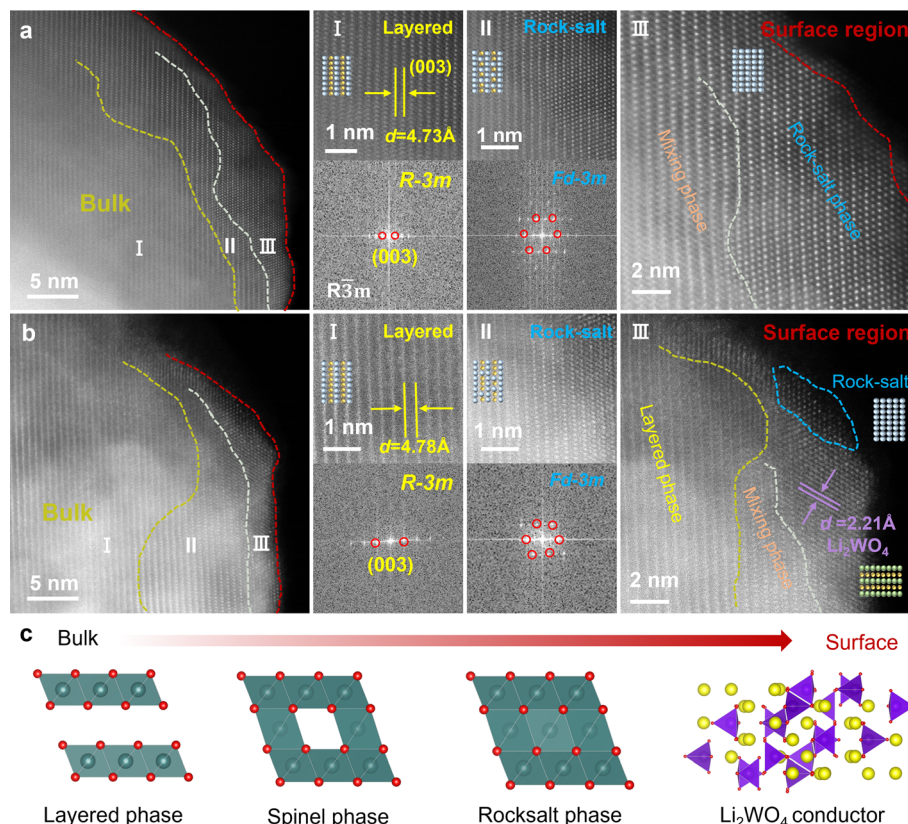 a
Bulk
I
II
III
5 nm
I
Layered
(003)
1 nm
d=4.73Å
R-3m
(003)
R3̅m
II
Rock-salt
1 nm
Fd-3m
III
Surface region
Mixing phase
Rock-salt phase
2 nm
b
Bulk
I
II
III
5 nm
I
Layered
1 nm
d=4.78Å
R-3m
(003)
II
Rock-salt
1 nm
Fd-3m
III
Surface region
Rock-salt
Layered phase
Mixing phase
d=2.21Å
Li₂WO₄
2 nm
c
Bulk
Surface
Layered phase
Spinel phase
Rocksalt phase
Li₂WO₄ conductor